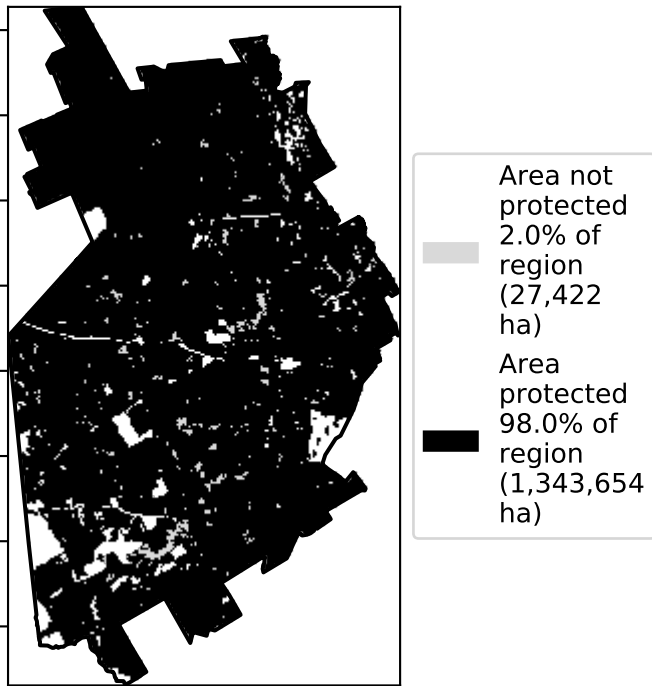 Area not
protected
2.0% of
region
(27,422
ha)
Area
protected
98.0% of
region
(1,343,654
ha)